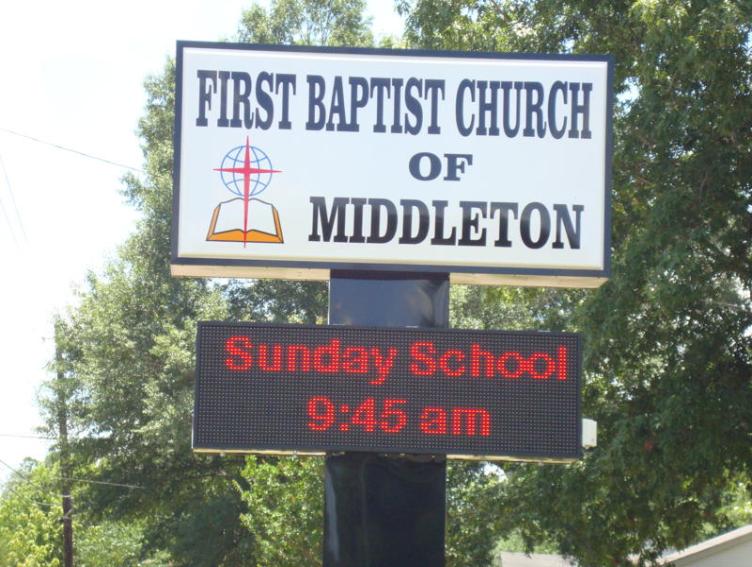 FIRST BAPTIST CHURCH
OF
MIDDLETON
Sunday School
9:45 am